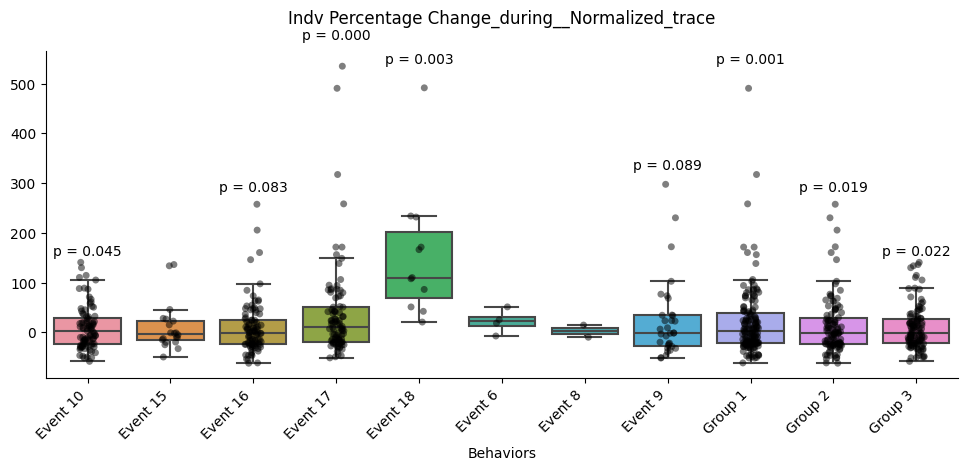 Indv Percentage Change_during__Normalized_trace
p = 0.000
p = 0.003
p = 0.001
p = 0.089
p = 0.083
p = 0.019
p = 0.045
p = 0.022
500
400
300
200
100
0
Event 10
Event 15
Event 16
Event 17
Event 18
Event 6
Event 8
Event 9
Group 1
Group 2
Group 3
Behaviors